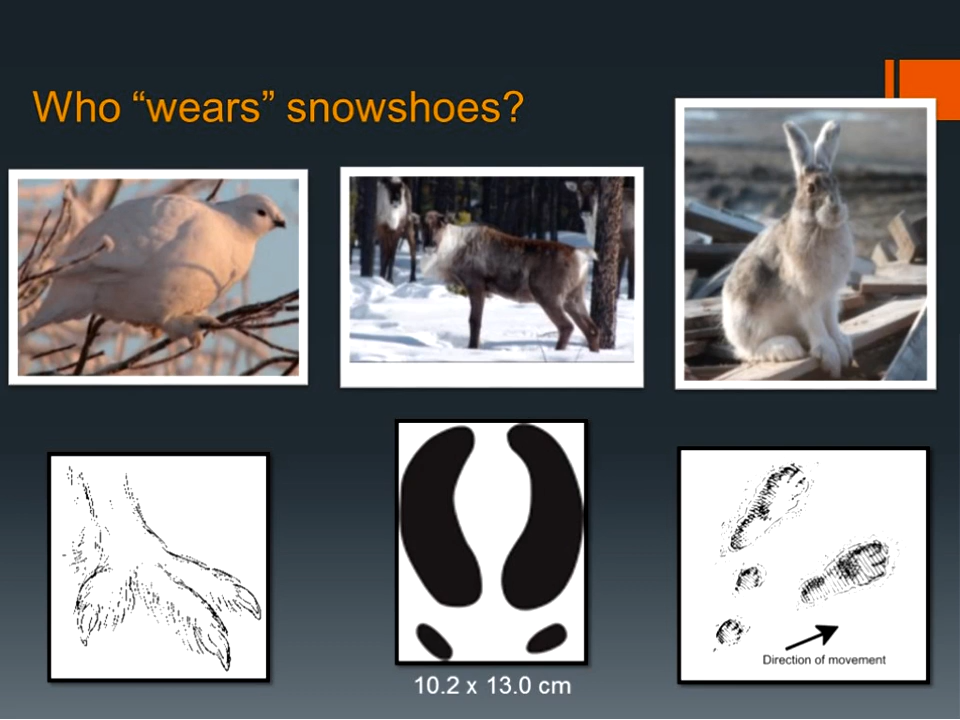 Who “wears” snowshoes?
Direction of movement
10.2 x 13.0 cm